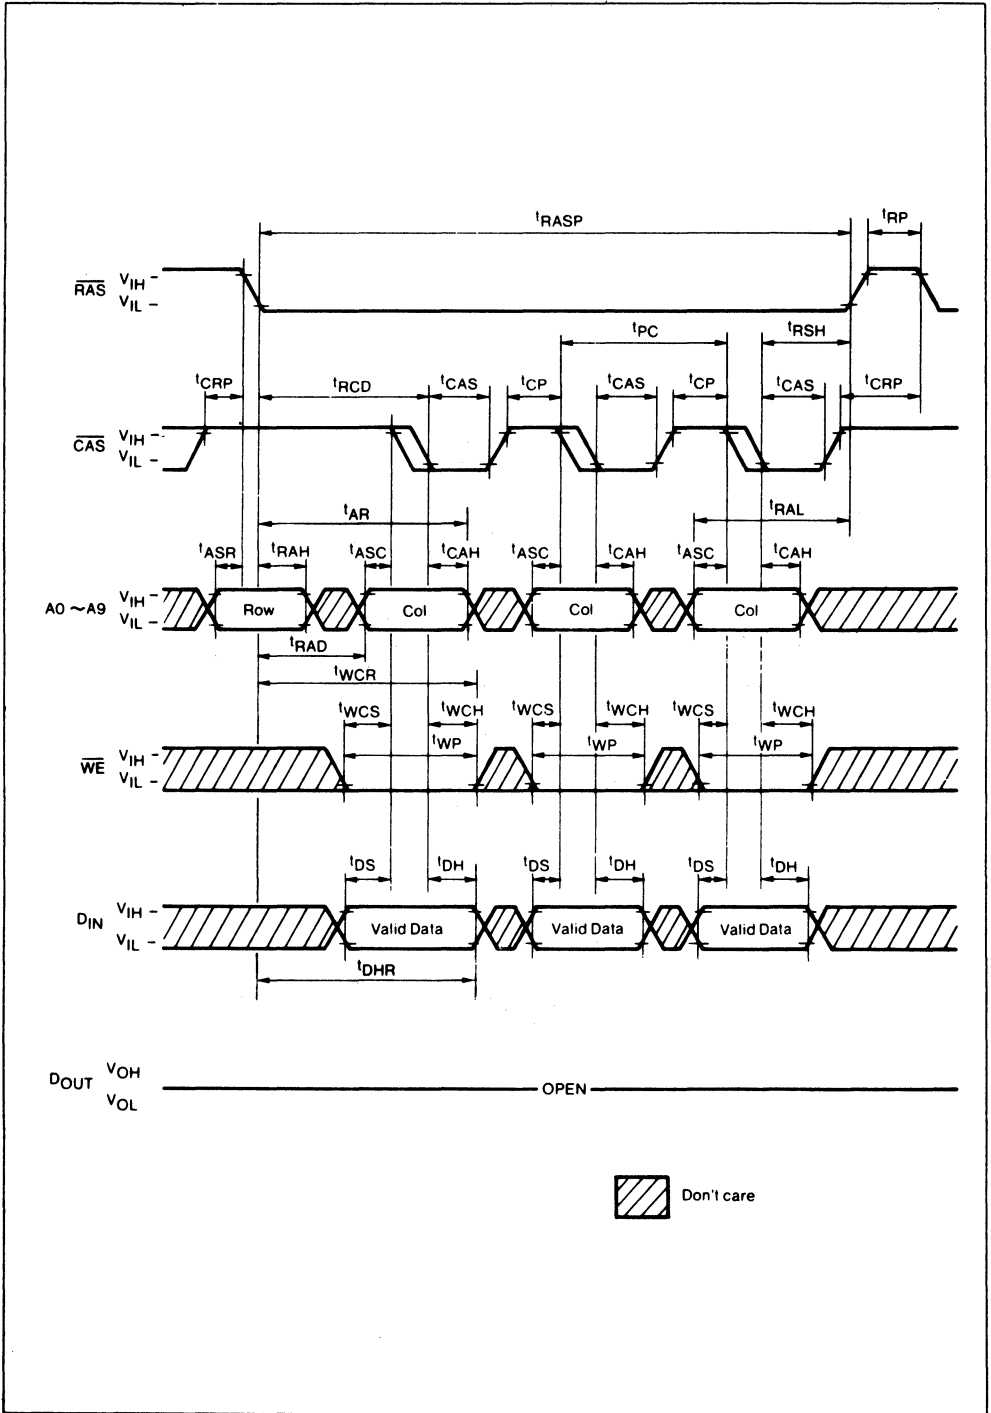 tRASP tRP
RAS VIH
VIL
tPC tRSH
tCRP tRCD tCAS tCP tCAS tCP tCAS tCRP
CAS VIH
VIL
tAR tRAL
tASR tRAH tASC tCAH tASC tCAH tASC tCAH
A0 ~A9 VIH Row Col Col Col
VIL
tRAD
tWCR
tWCS tWCH tWCS tWCH tWCS tWCH
tWP tWP tWP
WE VIH
VIL
tDS tDH tDS tDH tDS tDH
DIN VIH Valid Data Valid Data Valid Data
VIL
tDHR
DOUT VOH OPEN
VOL
Don't care